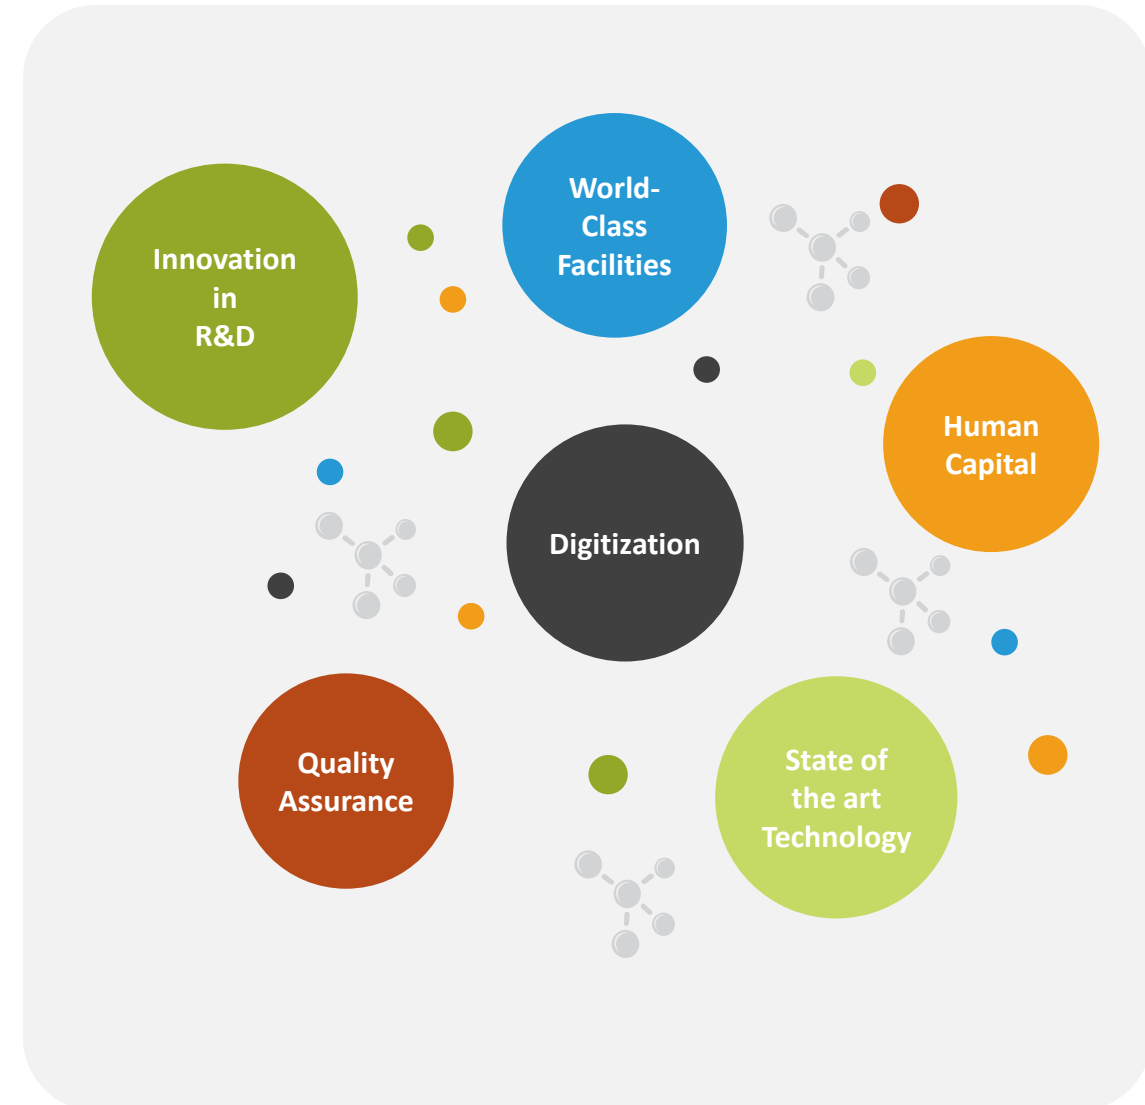 Innovation
in
R&D
World-
Class
Facilities
Human
Capital
Digitization
Quality
Assurance
State of
the art
Technology